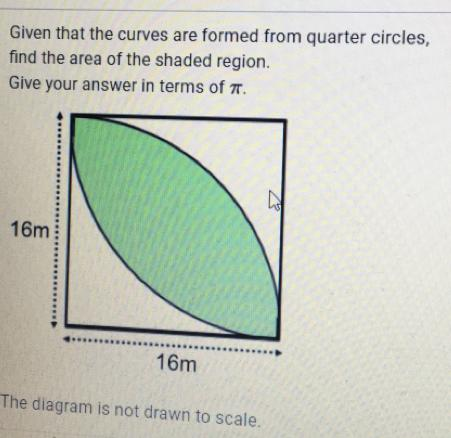 Given that the curves are formed from quarter circles,
find the area of the shaded region.
Give your answer in terms of π.
16m
16m
The diagram is not drawn to scale.